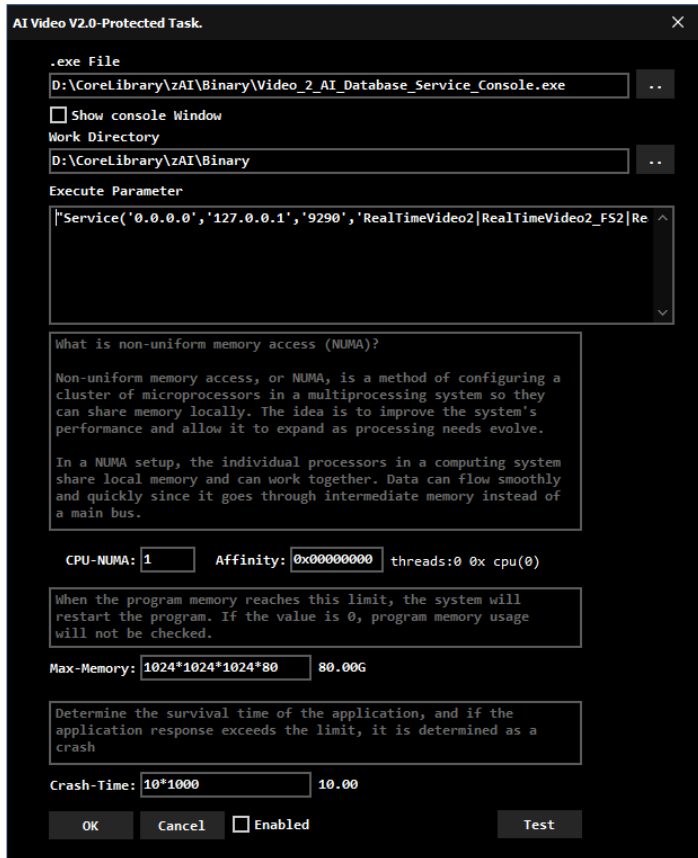 AI Video V2.0-Protected Task.
.exe File
D:\CoreLibrary\zAI\Binary\Video_2_AI_Database_Service_Console.exe
..
Show console Window
Work Directory
D:\CoreLibrary\zAI\Binary
..
Execute Parameter
"Service('0.0.0.0','127.0.0.1','9290','RealTimeVideo2|RealTimeVideo2_FS2|Re
What is non-uniform memory access (NUMA)?
Non-uniform memory access, or NUMA, is a method of configuring a
cluster of microprocessors in a multiprocessing system so they
can share memory locally. The idea is to improve the system's
performance and allow it to expand as processing needs evolve.
In a NUMA setup, the individual processors in a computing system
share local memory and can work together. Data can flow smoothly
and quickly since it goes through intermediate memory instead of
a main bus.
CPU-NUMA: 1 Affinity: 0x00000000 threads:0 0x cpu(0)
When the program memory reaches this limit, the system will
restart the program. If the value is 0, program memory usage
will not be checked.
Max-Memory: 1024*1024*1024*80 80.00G
Determine the survival time of the application, and if the
application response exceeds the limit, it is determined as a
crash
Crash-Time: 10*1000 10.00
OK Cancel Enabled Test